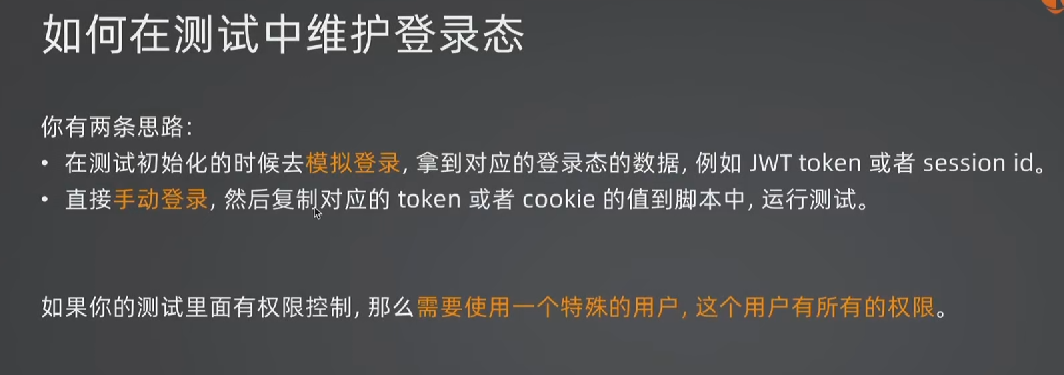 如何在测试中维护登录态
你有两条思路:
• 在测试初始化的时候去模拟登录, 拿到对应的登录态的数据, 例如 JWT token 或者 session id。
• 直接手动登录, 然后复制对应的 token 或者 cookie 的值到脚本中, 运行测试。
如果你的测试里面有权限控制, 那么需要使用一个特殊的用户, 这个用户有所有的权限。